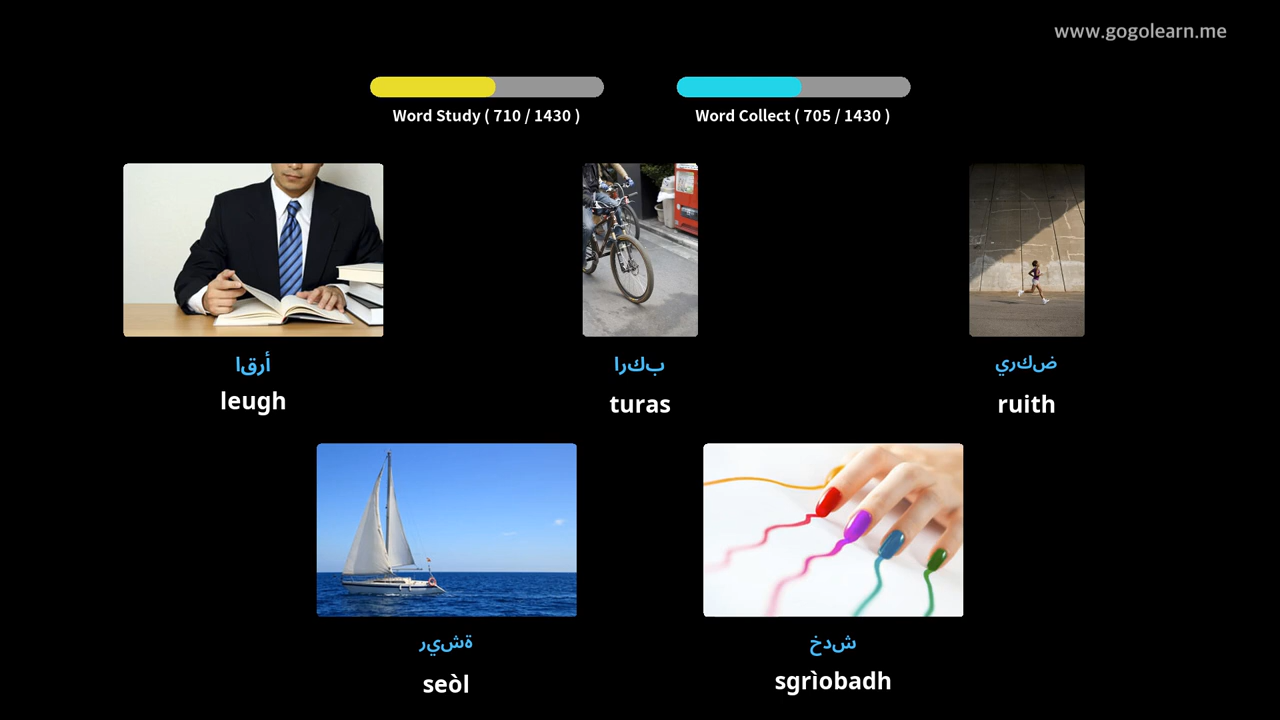 www.gogolearn.me
Word Study ( 710 / 1430 )
Word Collect ( 705 / 1430 )
أرقا
leugh
بكرا
turas
ضكري
ruith
ةشير
seòl
شدخ
sgrìobadh